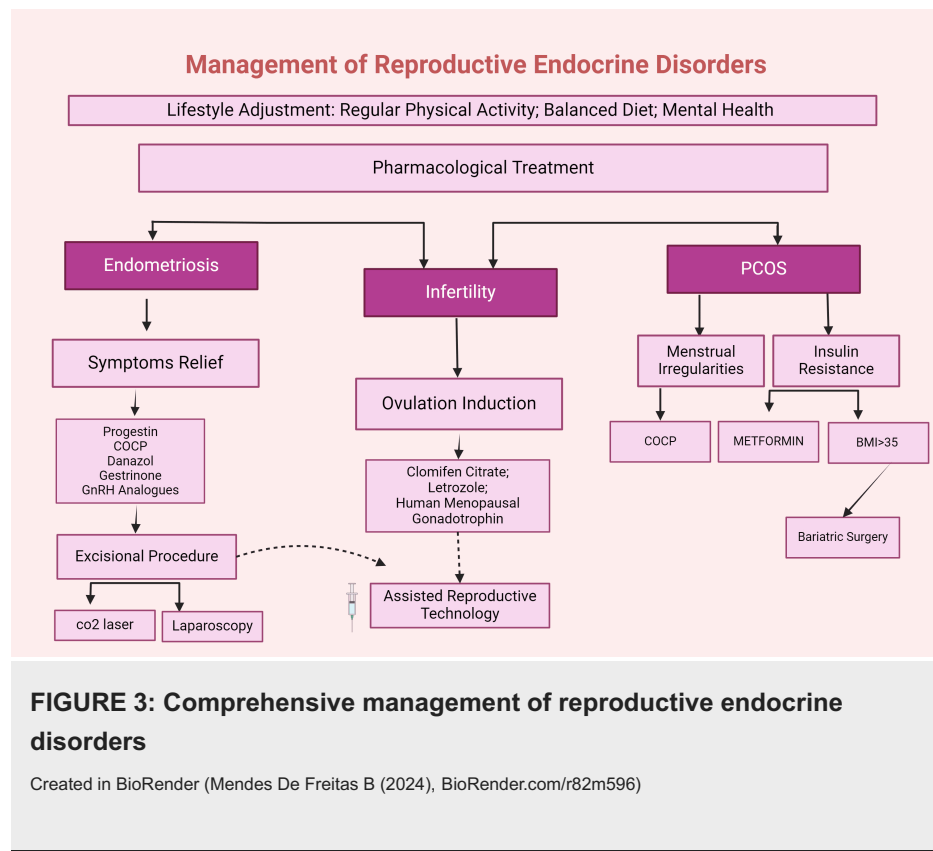 Management of Reproductive Endocrine Disorders
Lifestyle Adjustment: Regular Physical Activity; Balanced Diet; Mental Health
Pharmacological Treatment
Endometriosis
Symptoms Relief
Progestin
COCP
Danazol
Gestrinone
GnRH Analogues
Excisional Procedure
co2 laser
Laparoscopy
Infertility
Ovulation Induction
Clomifen Citrate;
Letrozole;
Human Menopausal
Gonadotrophin
Assisted Reproductive
Technology
PCOS
Menstrual
Irregularities
COCP
Insulin
Resistance
METFORMIN
BMI>35
Bariatric Surgery
FIGURE 3: Comprehensive management of reproductive endocrine
disorders
Created in BioRender (Mendes De Freitas B (2024), BioRender.com/r82m596)